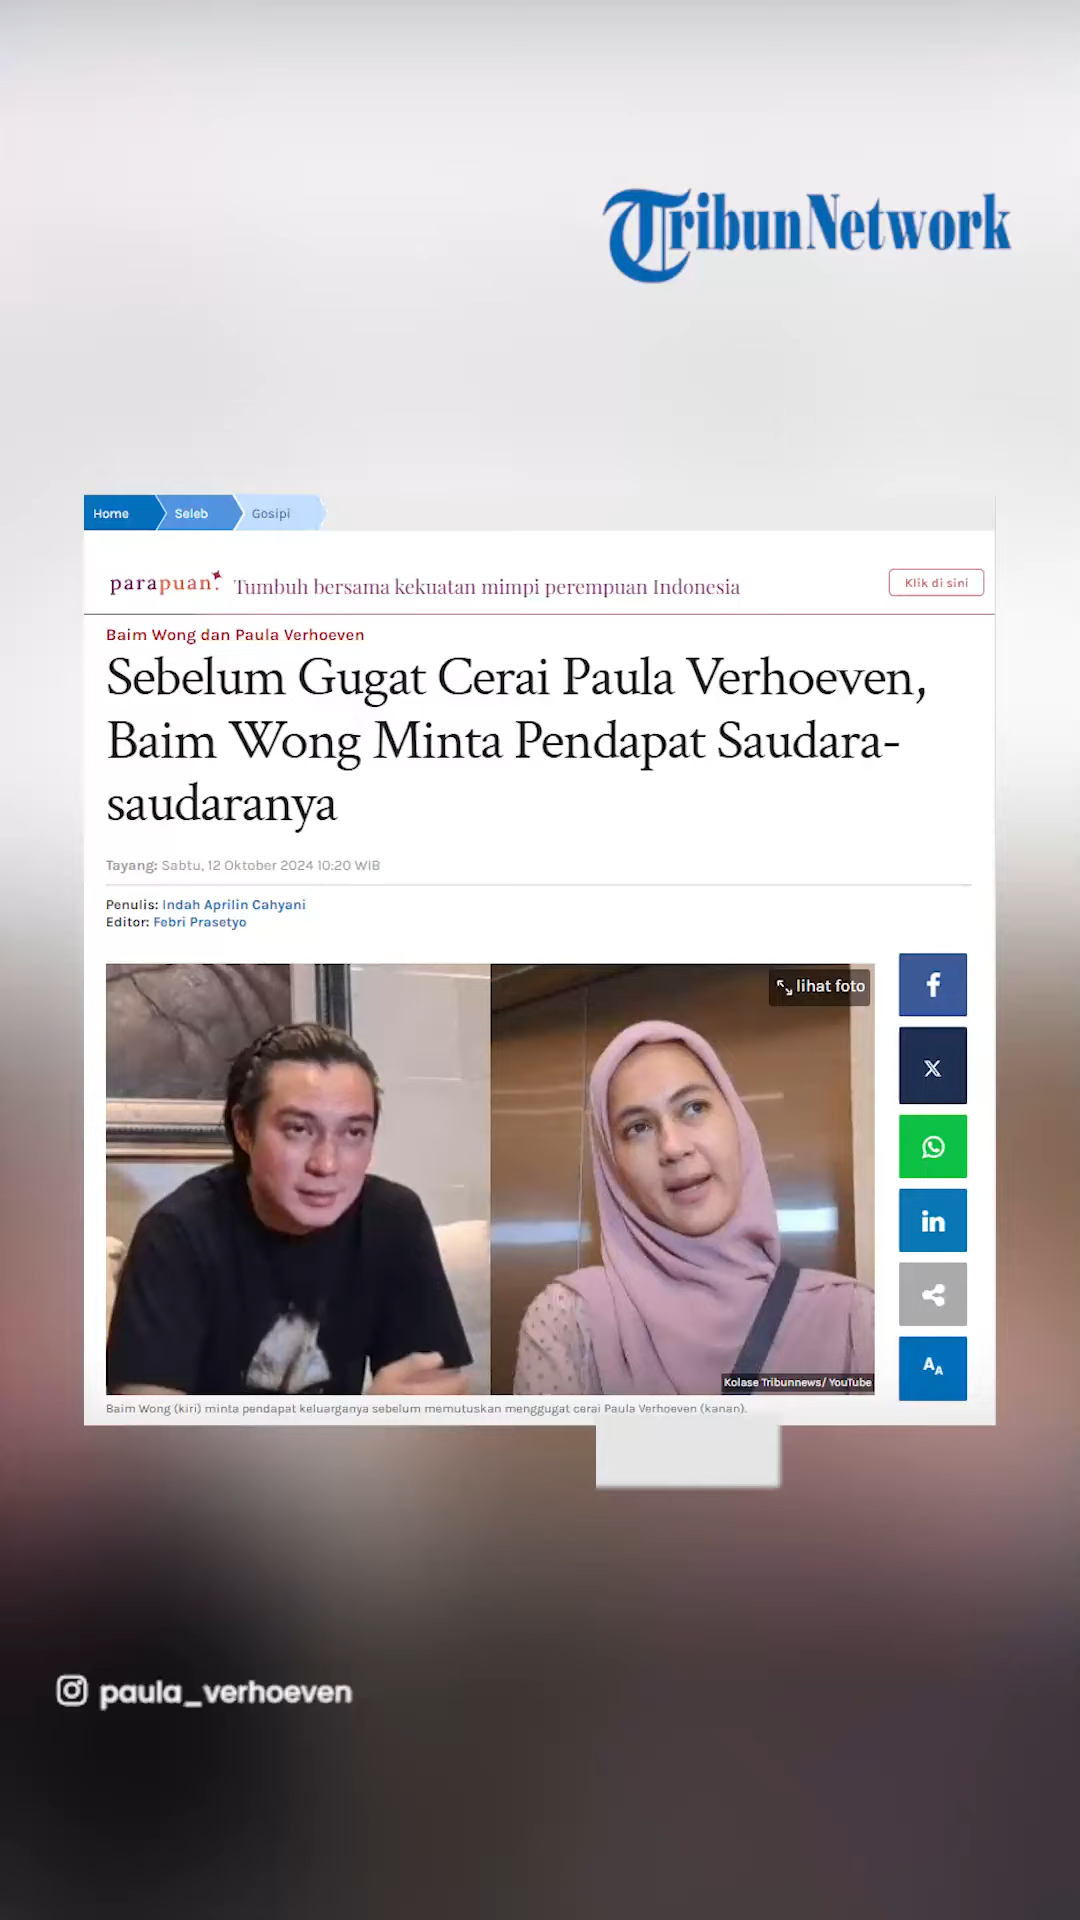 Tribun Network
Home
Seleb
Gosipi
parapuan.
Tumbuh bersama kekuatan mimpi perempuan Indonesia
Klik di sini
Baim Wong dan Paula Verhoeven
Sebelum Gugat Cerai Paula Verhoeven,
Baim Wong Minta Pendapat Saudara-
saudaranya
Tayang: Sabtu, 12 Oktober 2024 10:20 WIB
Penulis: Indah Aprilin Cahyani
Editor: Febri Prasetyo
lihat foto
Kolase Tribunnews/ YouTube
Baim Wong (kiri) minta pendapat keluarganya sebelum memutuskan menggugat cerai Paula Verhoeven (kanan).
paula_verhoeven